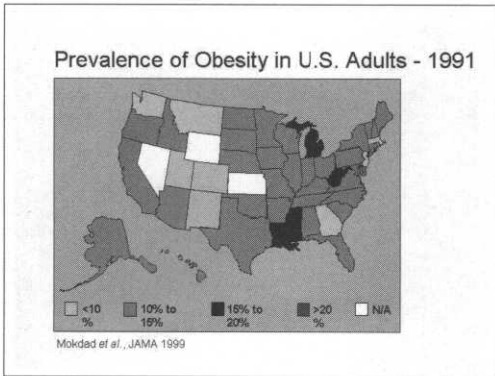 Prevalence of Obesity in U.S. Adults - 1991
<10 % 10% to 15% 15% to 20% >20 % N/A
Mokdad et al., JAMA 1999